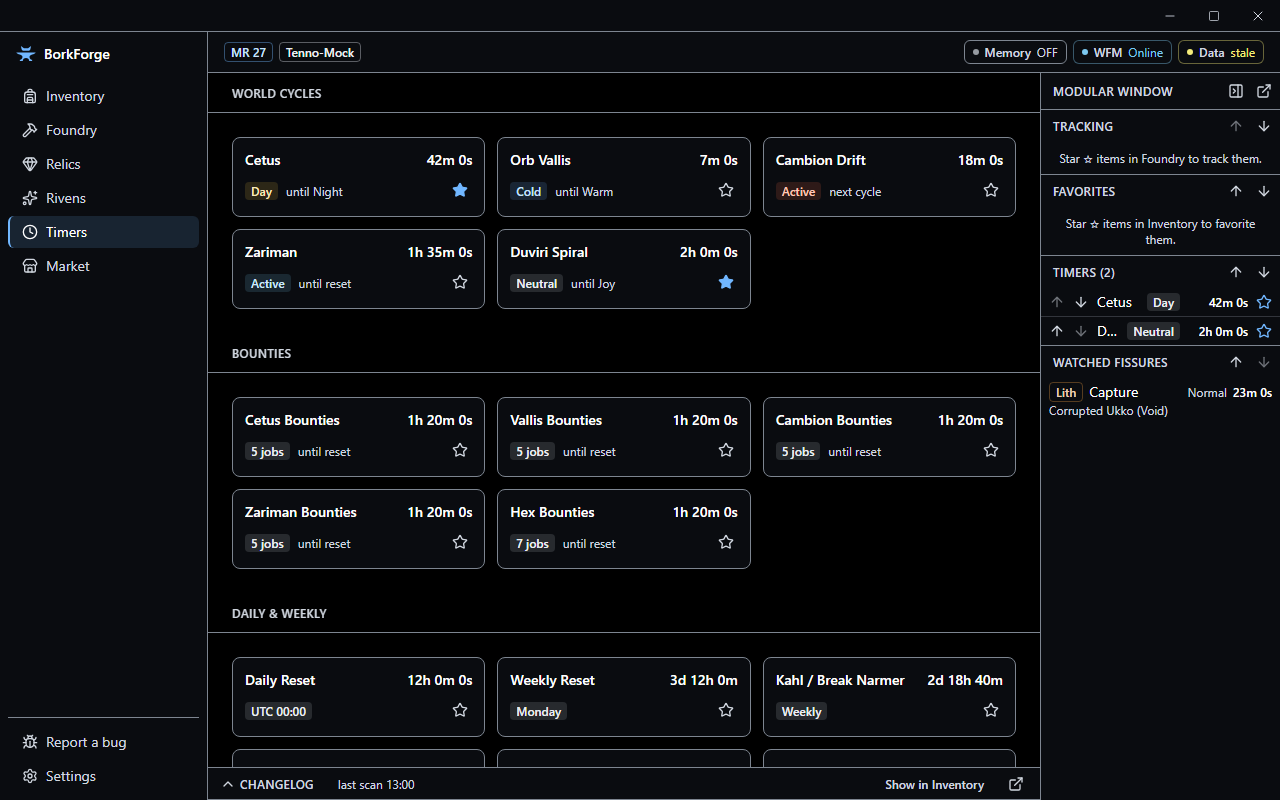 BorkForge
Inventory
Foundry
Relics
Rivens
Timers
Market
Report a bug
Settings
MR 27
Tenno-Mock
Memory OFF
WFM Online
Data stale
WORLD CYCLES
Cetus 42m 0s
Day until Night
Orb Vallis 7m 0s
Cold until Warm
Cambion Drift 18m 0s
Active next cycle
Zariman 1h 35m 0s
Active until reset
Duviri Spiral 2h 0m 0s
Neutral until Joy
BOUNTIES
Cetus Bounties 1h 20m 0s
5 jobs until reset
Vallis Bounties 1h 20m 0s
5 jobs until reset
Cambion Bounties 1h 20m 0s
5 jobs until reset
Zariman Bounties 1h 20m 0s
5 jobs until reset
Hex Bounties 1h 20m 0s
7 jobs until reset
DAILY & WEEKLY
Daily Reset 12h 0m 0s
UTC 00:00
Weekly Reset 3d 12h 0m
Monday
Kahl / Break Narmer 2d 18h 40m
Weekly
CHANGELOG last scan 13:00 Show in Inventory
MODULAR WINDOW
TRACKING
Star ☆ items in Foundry to track them.
FAVORITES
Star ☆ items in Inventory to favorite
them.
TIMERS (2)
Cetus Day 42m 0s
D... Neutral 2h 0m 0s
WATCHED FISSURES
Lith Capture Normal 23m 0s
Corrupted Ukko (Void)